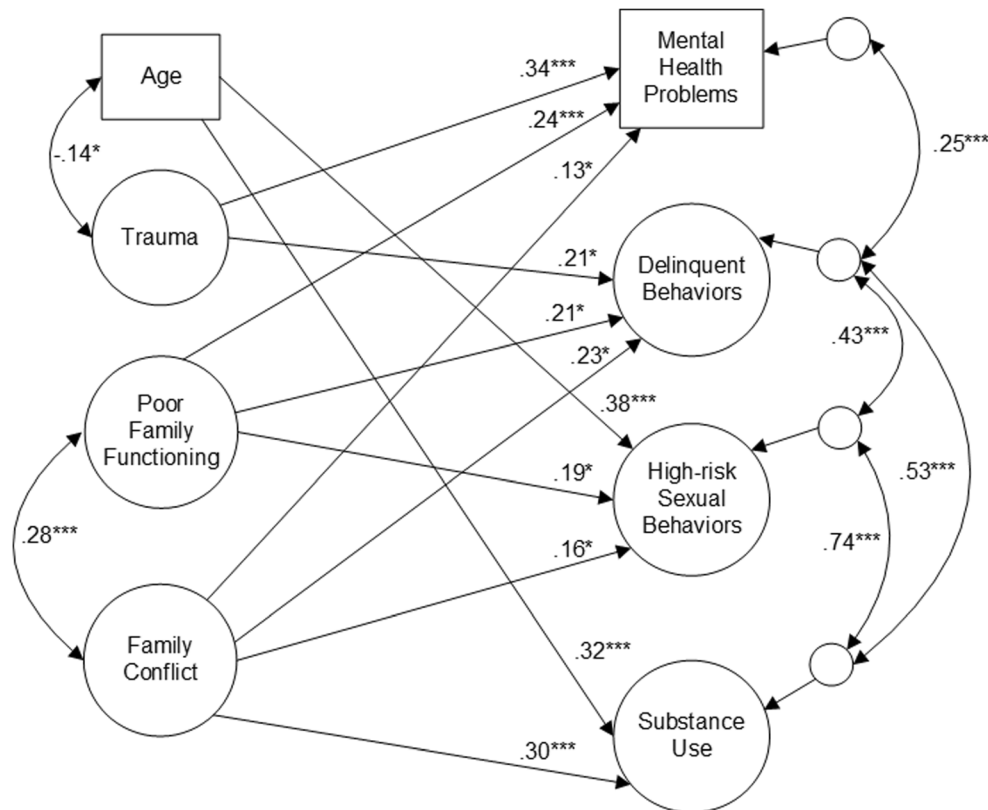 Mental
Health
Problems
Age
.34***
.24***
.25***
-.14*
.13*
Trauma
.21*
Delinquent
Behaviors
.21*
.23*
.43***
Poor
Family
Functioning
.38***
.19*
High-risk
Sexual
Behaviors
.53***
.28***
.16*
.74***
Family
Conflict
.32***
Substance
Use
.30***